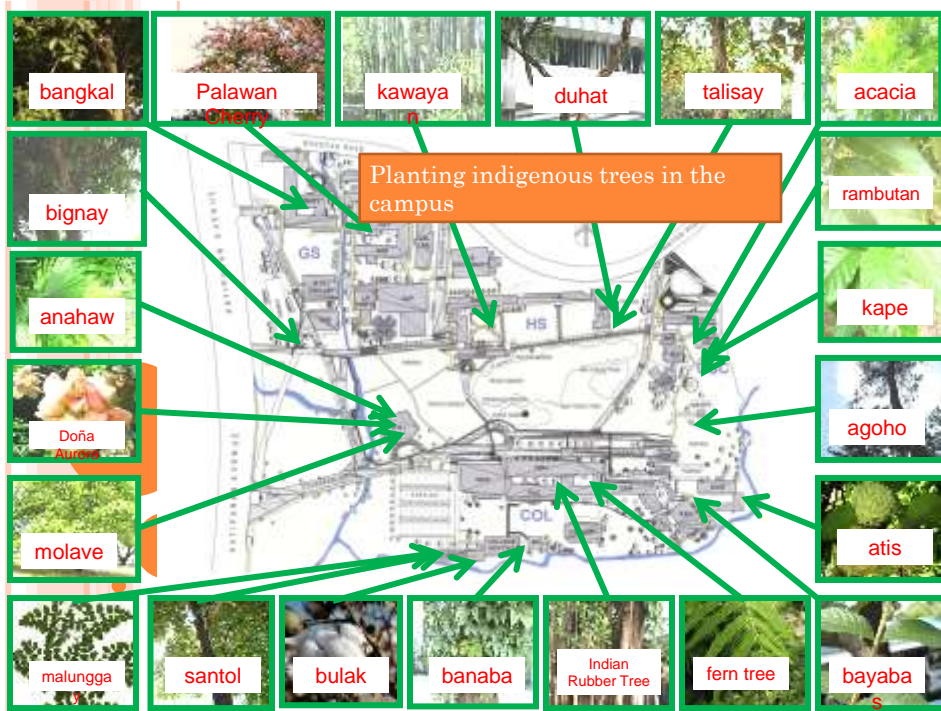 bangkal
Palawan
Cherry
kawaya
n
duhat
talisay
acacia
Planting indigenous trees in the
campus
bignay
rambutan
GS
anahaw
kape
HS
Doña
Aurora
agoho
molave
COL
atis
malungga
y
santol
bulak
banaba
Indian
Rubber Tree
fern tree
bayaba
s